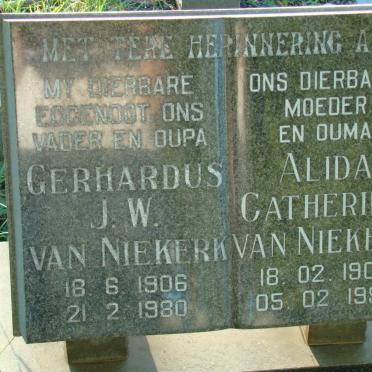 MET TERE HERINNERING A
MY DIERBARE
EGGENOOT ONS
VADER EN OUPA
GERHARDUS
J. W.
VAN NIEKERK
18 6 1906
21 2 1980
ONS DIERBA
MOEDER
EN OUMA
ALIDA
CATHERI
VAN NIEKE
18. 02 190
05. 02 19